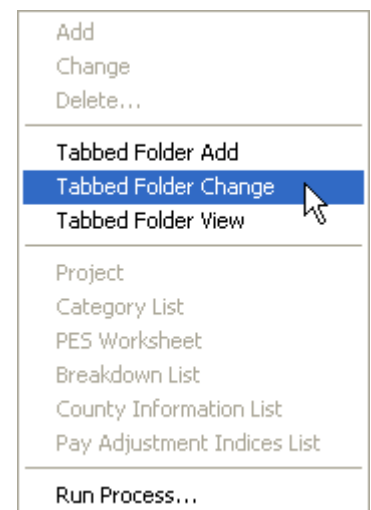 Add
Change
Delete...
Tabbed Folder Add
Tabbed Folder Change
Tabbed Folder View
Project
Category List
PES Worksheet
Breakdown List
County Information List
Pay Adjustment Indices List
Run Process...